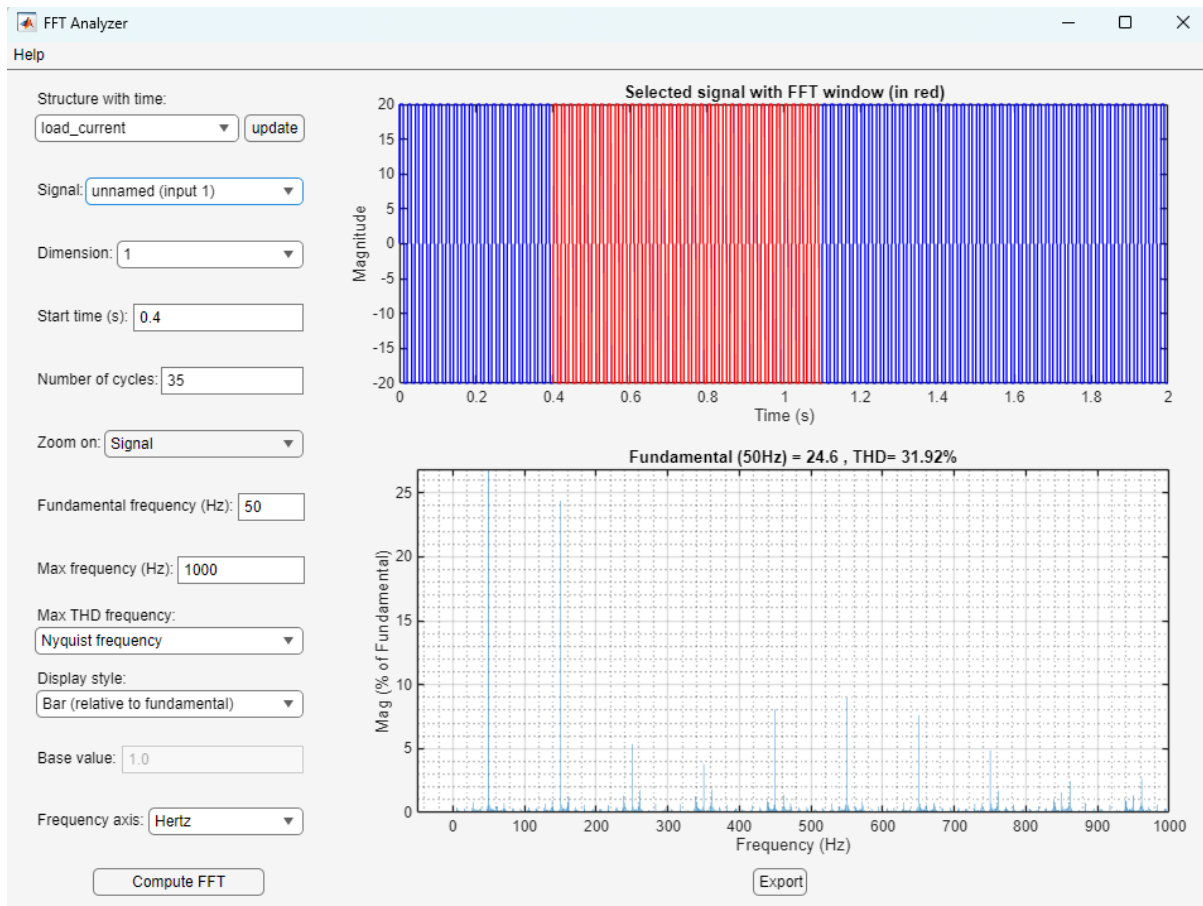 FFT Analyzer
Help
Structure with time:
load_current
update
Signal: unnamed (input 1)
Dimension: 1
Start time (s): 0.4
Number of cycles: 35
Zoom on: Signal
Fundamental frequency (Hz): 50
Max frequency (Hz): 1000
Max THD frequency:
Nyquist frequency
Display style:
Bar (relative to fundamental)
Base value: 1.0
Frequency axis: Hertz
Compute FFT
Selected signal with FFT window (in red)
20
15
10
5
0
-5
-10
-15
-20
Magnitude
0 0.2 0.4 0.6 0.8 1 1.2 1.4 1.6 1.8 2
Time (s)
Fundamental (50Hz) = 24.6 , THD= 31.92%
25
20
15
10
5
0
Mag (% of Fundamental)
0 100 200 300 400 500 600 700 800 900 1000
Frequency (Hz)
Export